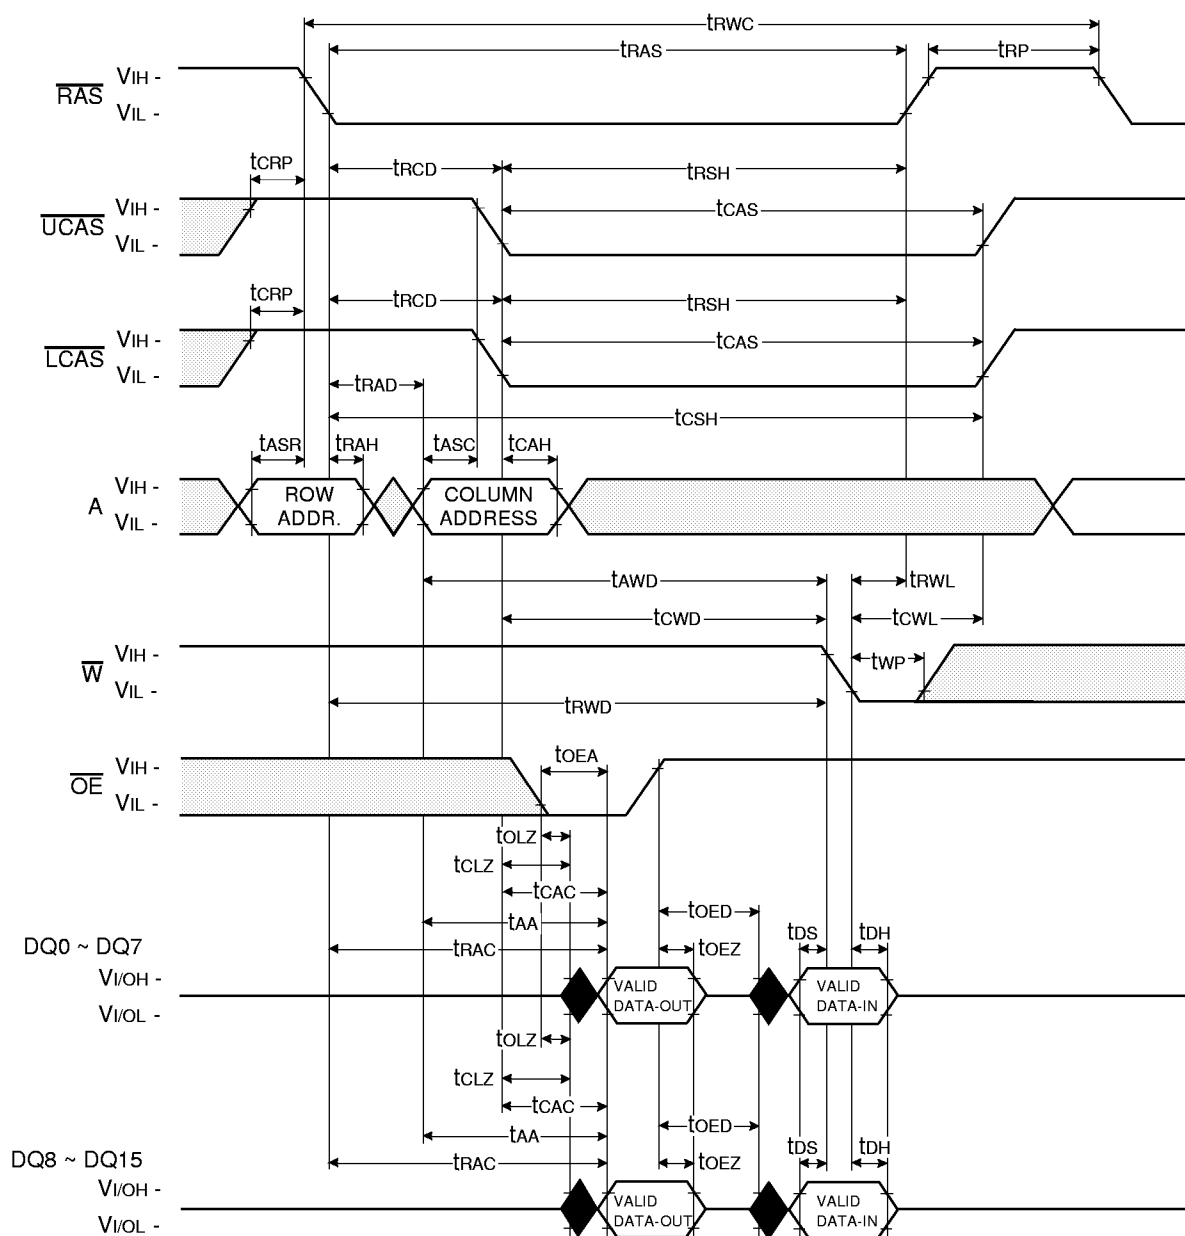 tRWC
tRAS tRP
RAS VIH -
VIL -
tCRP tRCD tRSH
UCAS VIH - tCAS
VIL -
tCRP tRCD tRSH
LCAS VIH - tCAS
VIL - tRAD
tCSH
tASR tRAH tASC tCAH
A VIH - ROW COLUMN
VIL - ADDR. ADDRESS
tAWD tRWL
tCWD tCWL
W VIH - tWP
VIL -
tRWD
OE VIH - tOEA
VIL -
tOLZ
tCLZ
tCAC
tAA tOED
DQ0 ~ DQ7 tRAC tOEZ tDS tDH
VI/OH - VALID VALID
VI/OL - DATA-OUT DATA-IN
tOLZ
tCLZ
tCAC
tAA tOED
DQ8 ~ DQ15 tRAC tOEZ tDS tDH
VI/OH - VALID VALID
VI/OL - DATA-OUT DATA-IN